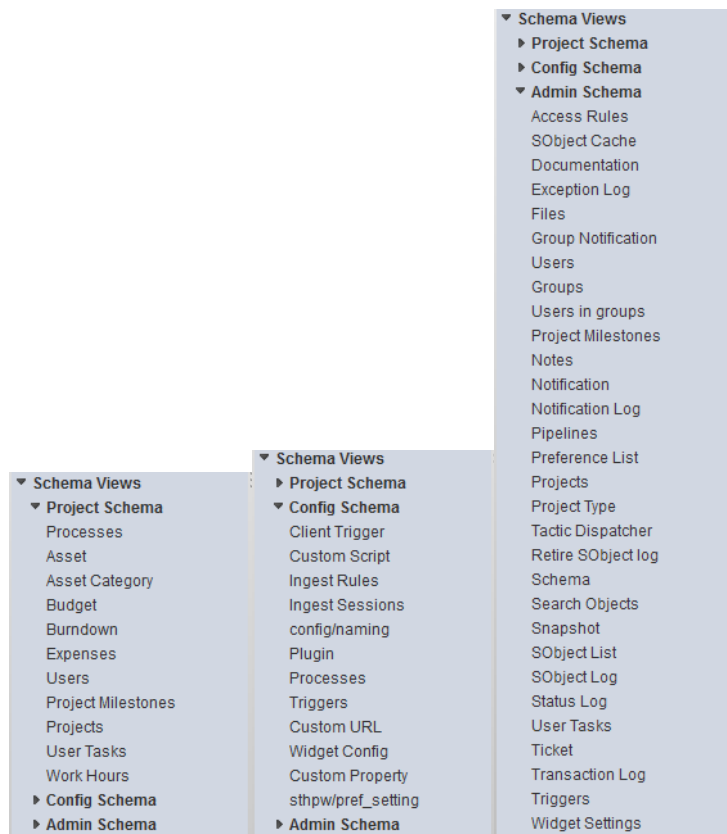 Schema Views
Project Schema
Processes
Asset
Asset Category
Budget
Burndown
Expenses
Users
Project Milestones
Projects
User Tasks
Work Hours
Config Schema
Admin Schema
Schema Views
Project Schema
Config Schema
Client Trigger
Custom Script
Ingest Rules
Ingest Sessions
config/naming
Plugin
Processes
Triggers
Custom URL
Widget Config
Custom Property
sthpw/pref_setting
Admin Schema
Schema Views
Project Schema
Config Schema
Admin Schema
Access Rules
SObject Cache
Documentation
Exception Log
Files
Group Notification
Users
Groups
Users in groups
Project Milestones
Notes
Notification
Notification Log
Pipelines
Preference List
Projects
Project Type
Tactic Dispatcher
Retire SObject log
Schema
Search Objects
Snapshot
SObject List
SObject Log
Status Log
User Tasks
Ticket
Transaction Log
Triggers
Widget Settings